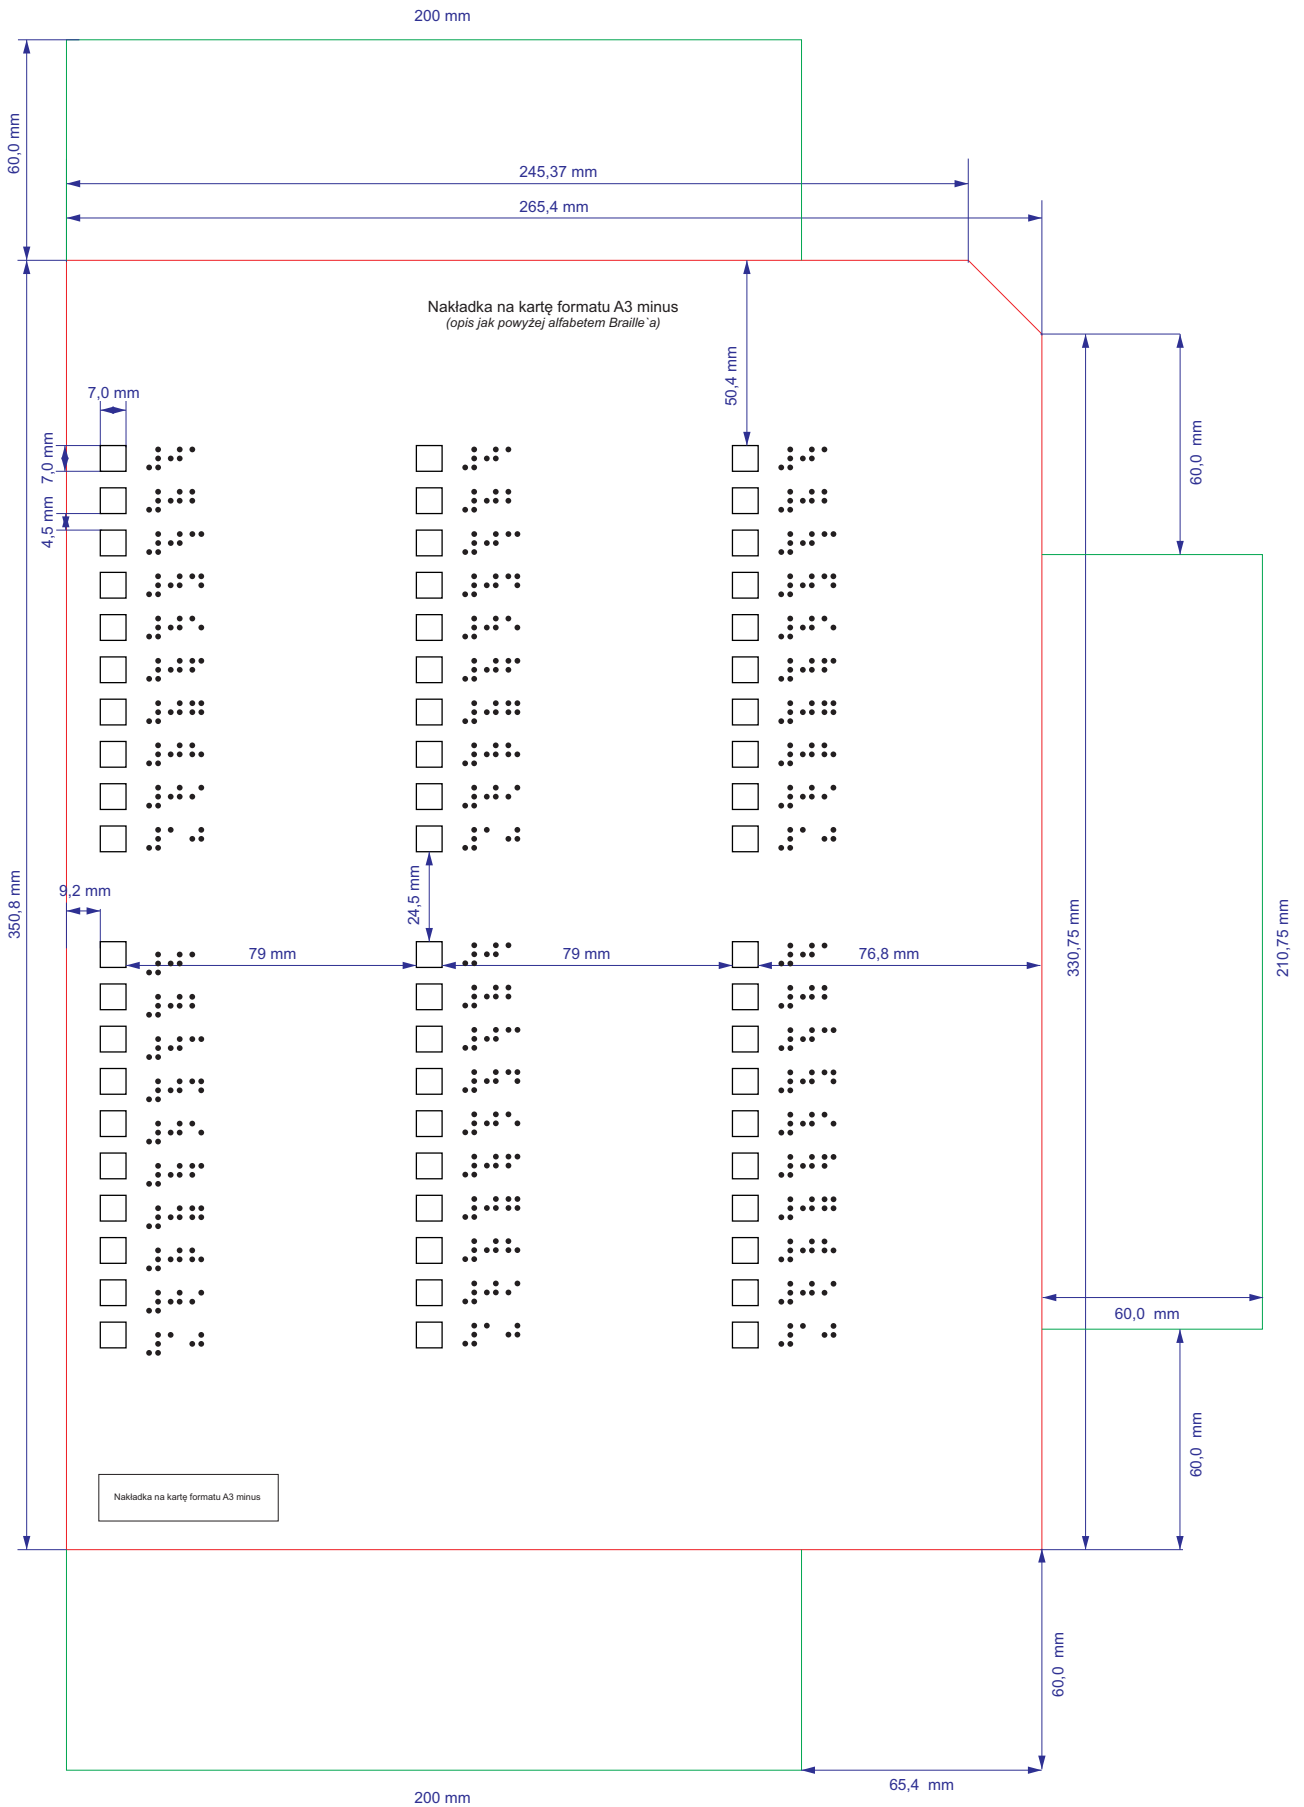 200 mm
60,0 mm
245,37 mm
265,4 mm
Nakładka na kartę formatu A3 minus
(opis jak powyżej alfabetem Braille`a)
50,4 mm
7,0 mm
7,0 mm
4,5 mm
60,0 mm
350,8 mm
9,2 mm
24,5 mm
79 mm
79 mm
76,8 mm
330,75 mm
210,75 mm
60,0 mm
60,0 mm
Nakładka na kartę formatu A3 minus
60,0 mm
65,4 mm
200 mm